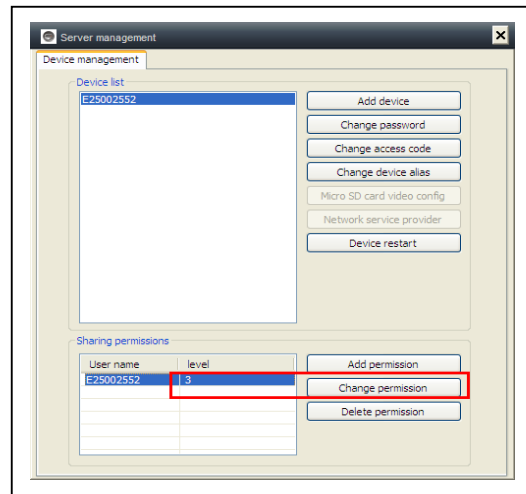 Server management
Device management
Device list
E25002552
Add device
Change password
Change access code
Change device alias
Micro SD card video config
Network service provider
Device restart
Sharing permissions
User name level
E25002552 3
Add permission
Change permission
Delete permission